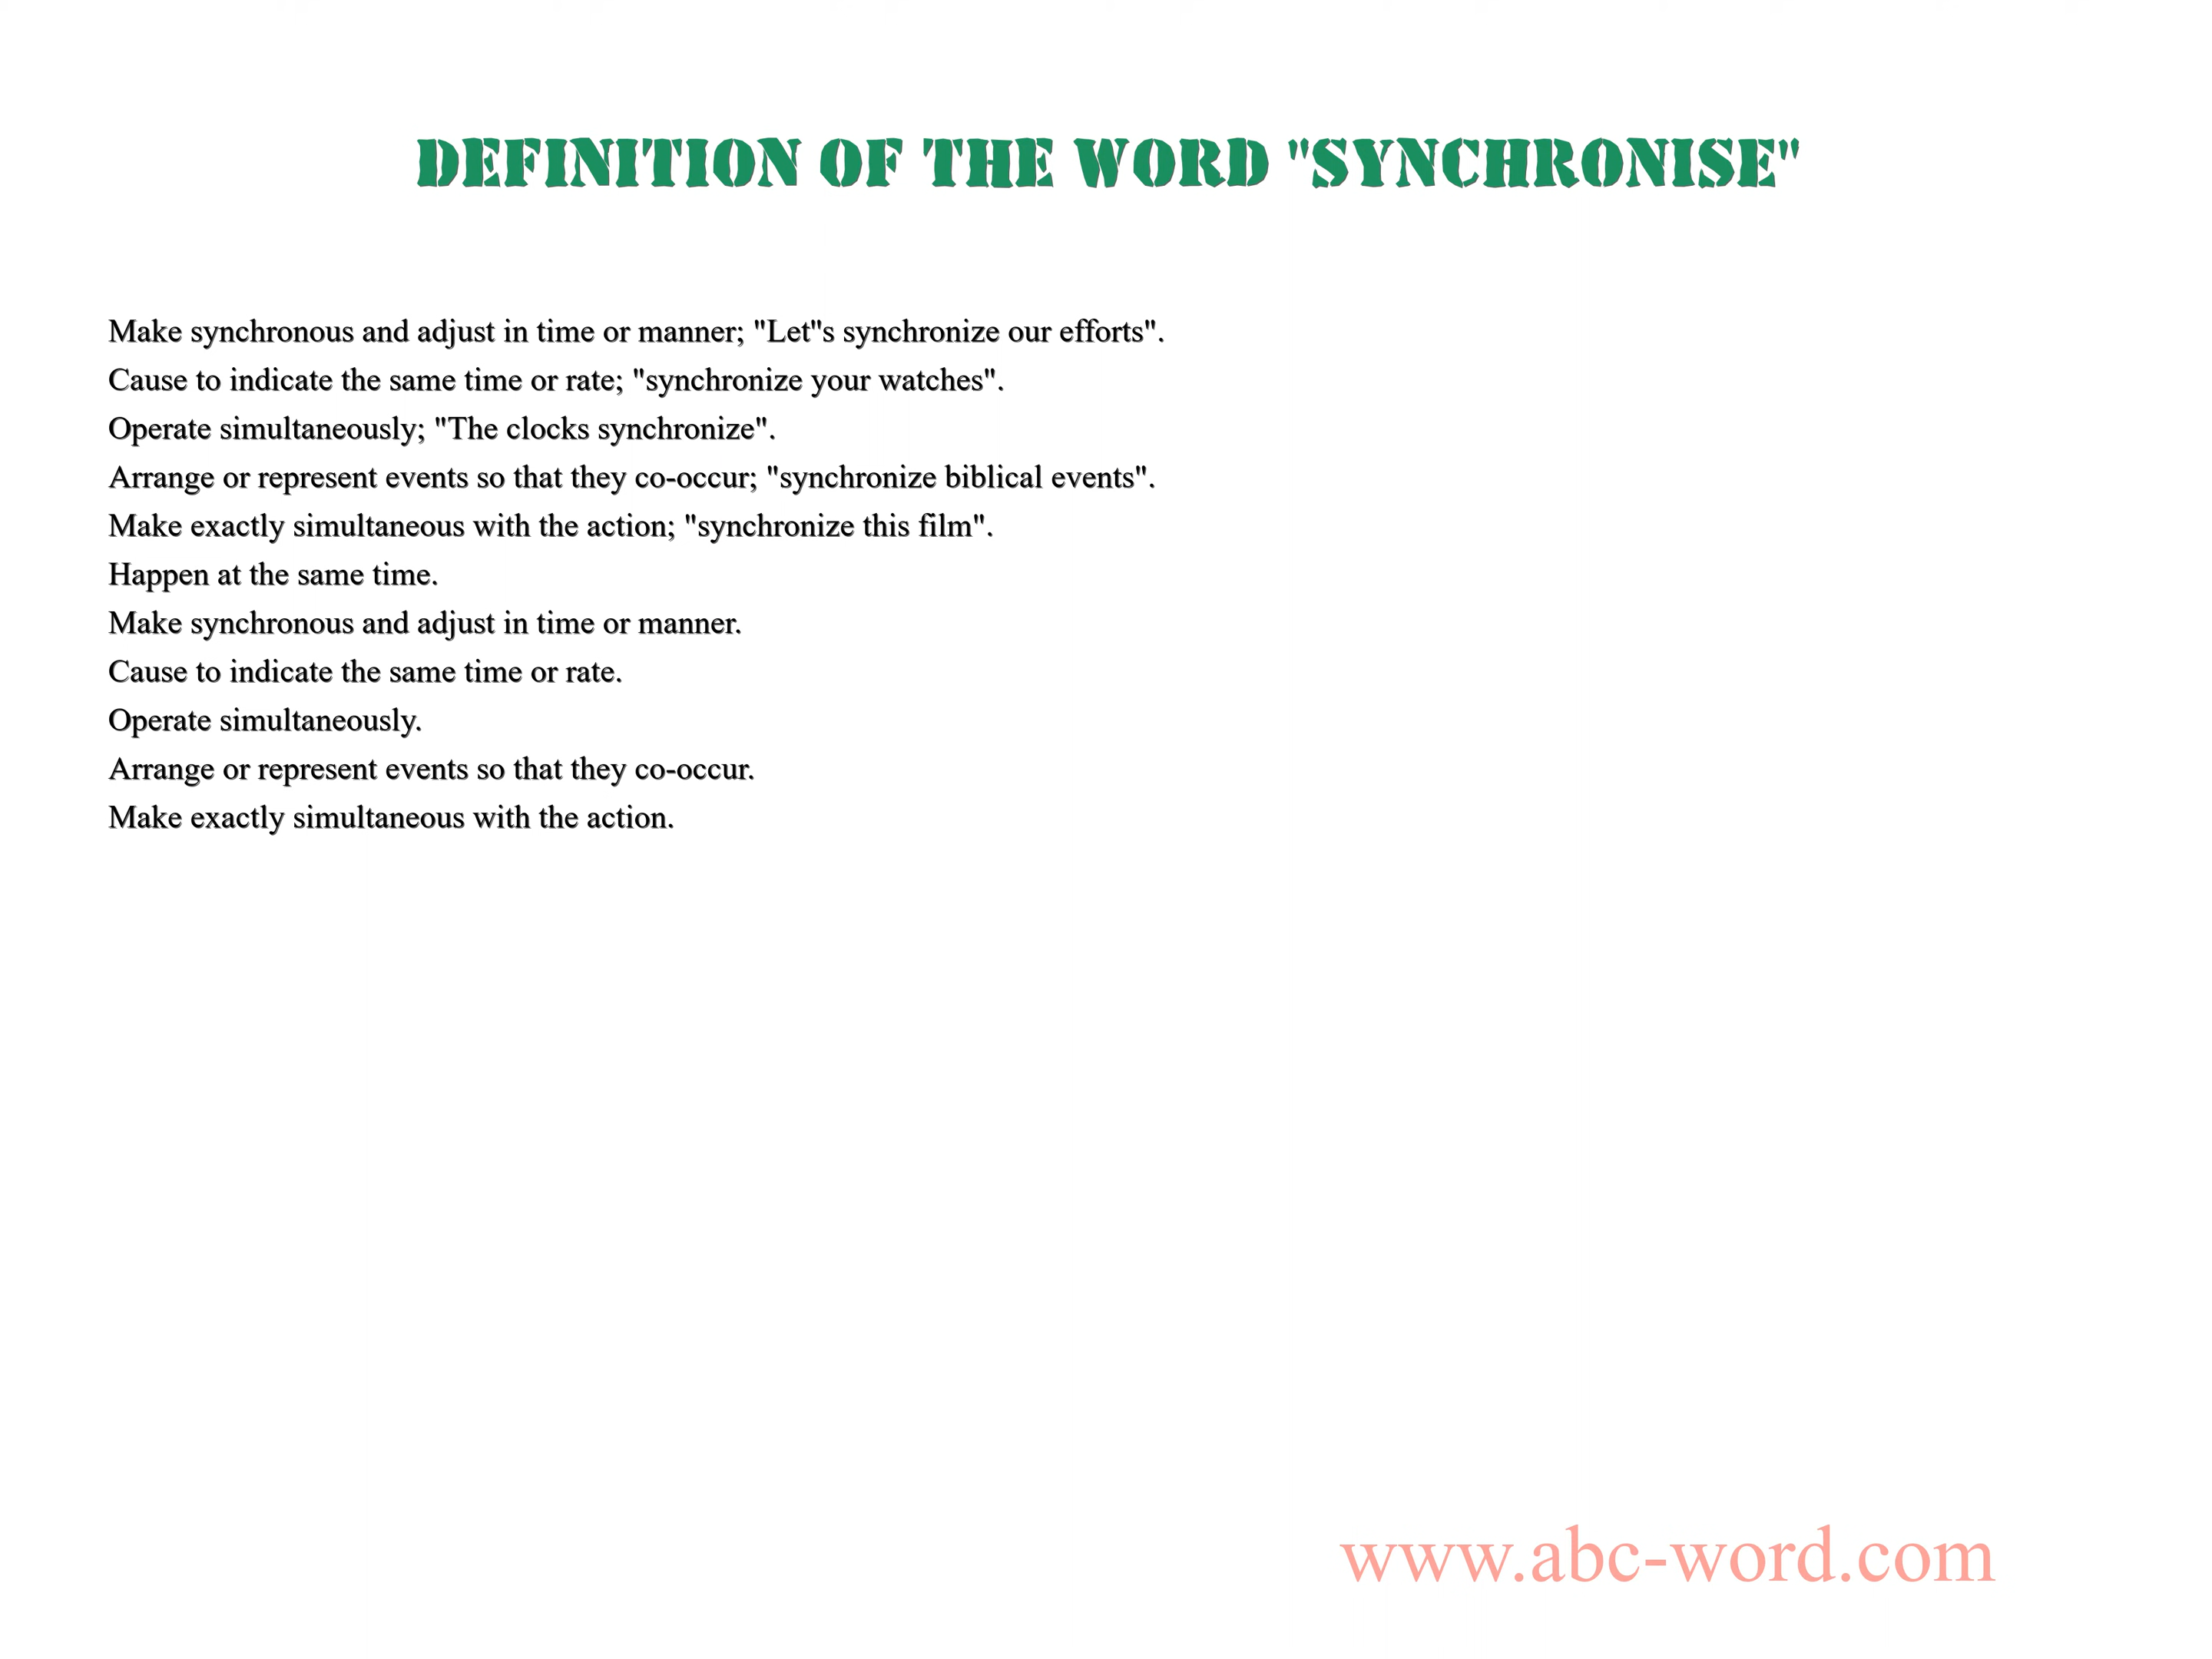 DEFINITION OF THE WORD "SYNCHRONISE"
Make synchronous and adjust in time or manner; "Let"s synchronize our efforts".
Cause to indicate the same time or rate; "synchronize your watches".
Operate simultaneously; "The clocks synchronize".
Arrange or represent events so that they co-occur; "synchronize biblical events".
Make exactly simultaneous with the action; "synchronize this film".
Happen at the same time.
Make synchronous and adjust in time or manner.
Cause to indicate the same time or rate.
Operate simultaneously.
Arrange or represent events so that they co-occur.
Make exactly simultaneous with the action.
www.abc-word.com